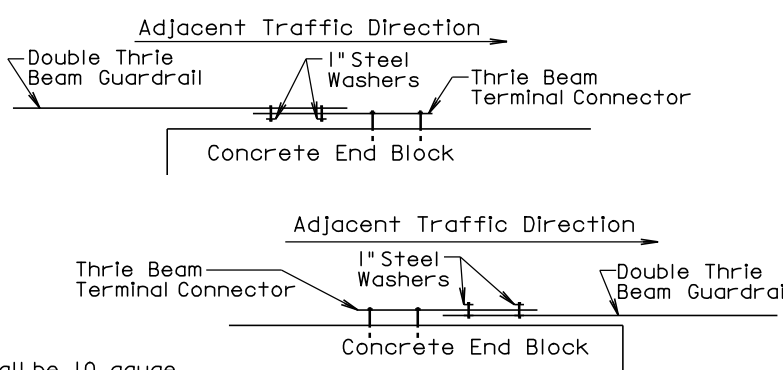 Adjacent Traffic Direction
Double Thrie
Beam Guardrail
1" Steel
Washers
Thrie Beam
Terminal Connector
Concrete End Block
Adjacent Traffic Direction
Thrie Beam
Terminal Connector
1" Steel
Washers
Double Thrie
Beam Guardrai
Concrete End Block
all be 10 gauge